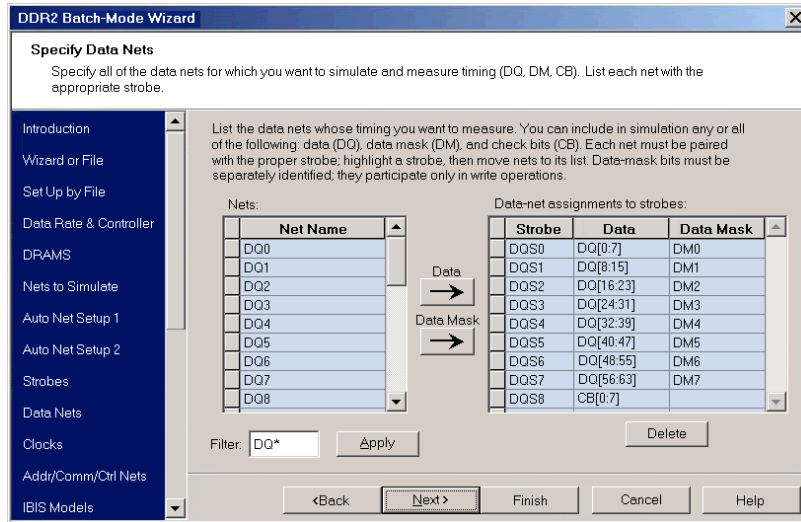 DDR2 Batch-Mode Wizard
Specify Data Nets
Specify all of the data nets for which you want to simulate and measure timing (DQ, DM, CB). List each net with the
appropriate strobe.
Introduction
Wizard or File
Set Up by File
Data Rate & Controller
DRAMS
Nets to Simulate
Auto Net Setup 1
Auto Net Setup 2
Strobes
Data Nets
Clocks
Addr/Comm/Ctrl Nets
IBIS Models
List the data nets whose timing you want to measure. You can include in simulation any or all
of the following: data (DQ), data mask (DM), and check bits (CB). Each net must be paired
with the proper strobe; highlight a strobe, then move nets to its list. Data-mask bits must be
separately identified; they participate only in write operations.
Nets:
Net Name
DQ0
DQ1
DQ2
DQ3
DQ4
DQ5
DQ6
DQ7
DQ8
Data
Data Mask
Data-net assignments to strobes:
Strobe Data Data Mask
DQS0 DQ[0:7] DM0
DQS1 DQ[8:15] DM1
DQS2 DQ[16:23] DM2
DQS3 DQ[24:31] DM3
DQS4 DQ[32:39] DM4
DQS5 DQ[40:47] DM5
DQS6 DQ[48:55] DM6
DQS7 DQ[56:63] DM7
DQS8 CB[0:7]
Filter: DQ* Apply
Delete
<Back Next> Finish Cancel Help